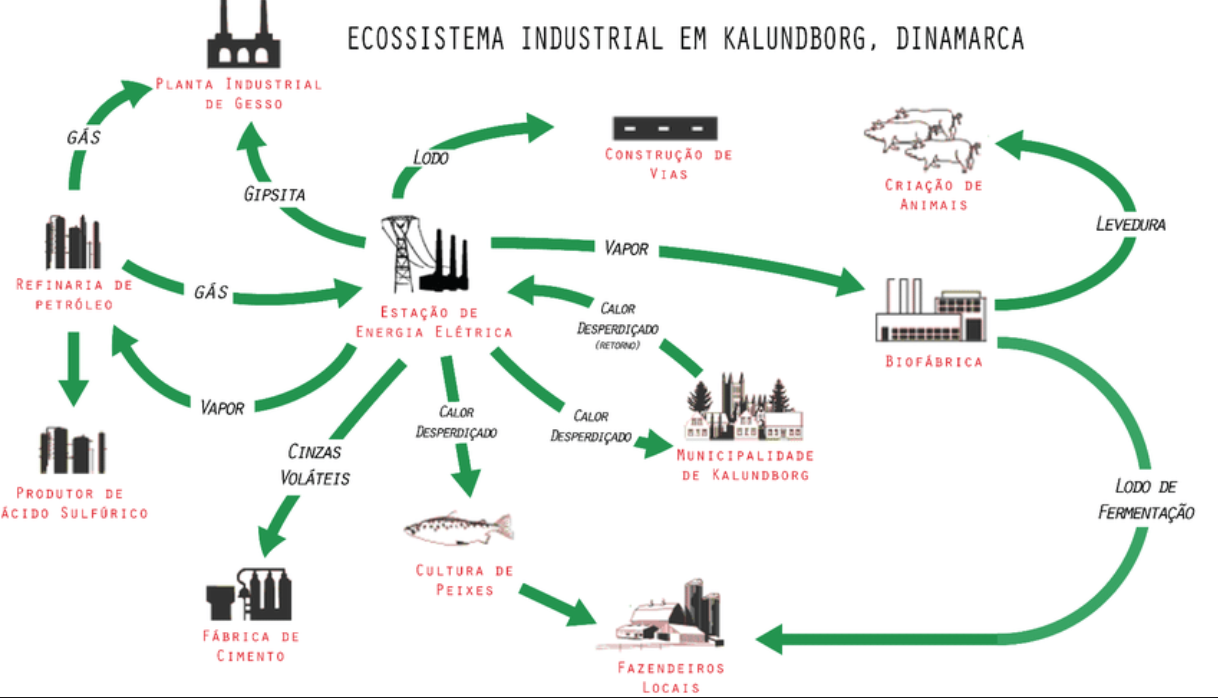 ECOSSISTEMA INDUSTRIAL EM KALUNDBORG, DINAMARCA
PLANTA INDUSTRIAL
DE GESSO
GÁS
LODO
CONSTRUÇÃO DE
VIAS
CRIAÇÃO DE
ANIMAIS
GIPSITA
LEVEDURA
VAPOR
REFINARIA DE
PETRÓLEO
GÁS
ESTAÇÃO DE
ENERGIA ELÉTRICA
CALOR
DESPERDIÇADO
(RETORNO)
BIOFÁBRICA
VAPOR
CALOR
DESPERDIÇADO
CALOR
DESPERDIÇADO
CINZAS
VOLÁTEIS
MUNICIPALIDADE
DE KALUNDBORG
PRODUTOR DE
ÁCIDO SULFÚRICO
LODO DE
FERMENTAÇÃO
CULTURA DE
PEIXES
FÁBRICA DE
CIMENTO
FAZENDEIROS
LOCAIS